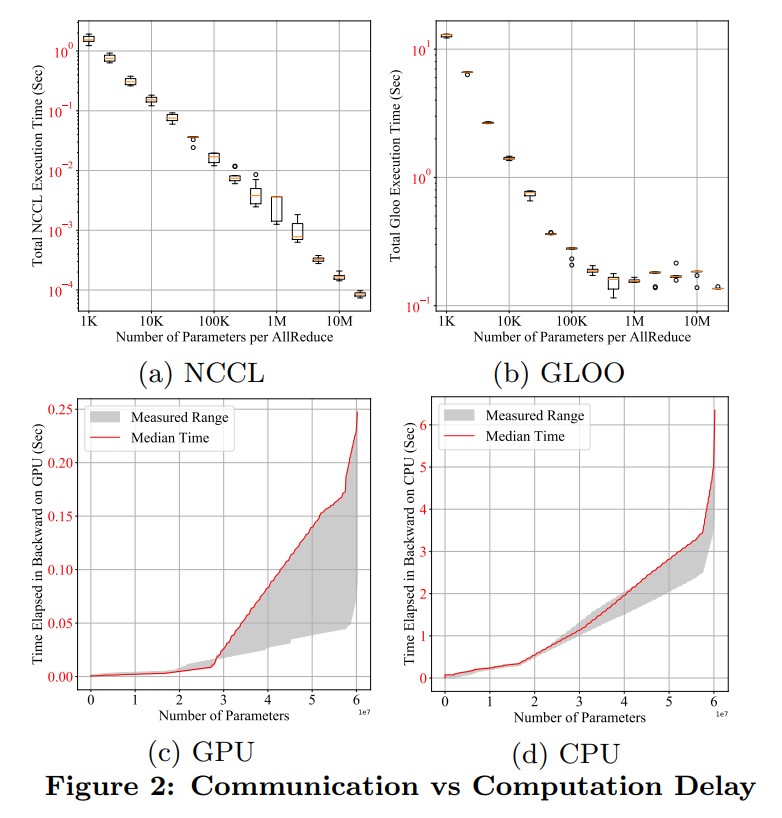 Total NCCL Execution Time (Sec)
10^0
10^-1
10^-2
10^-3
10^-4
1K 10K 100K 1M 10M
Number of Parameters per AllReduce
(a) NCCL
Total Gloo Execution Time (Sec)
10^1
10^0
10^-1
1K 10K 100K 1M 10M
Number of Parameters per AllReduce
(b) GLOO
Time Elapsed in Backward on GPU (Sec)
0.25
0.20
0.15
0.10
0.05
0.00
Measured Range
Median Time
0 1 2 3 4 5 6
1e7
Number of Parameters
(c) GPU
Time Elapsed in Backward on CPU (Sec)
6
5
4
3
2
1
0
Measured Range
Median Time
0 1 2 3 4 5 6
1e7
Number of Parameters
(d) CPU
Figure 2: Communication vs Computation Delay